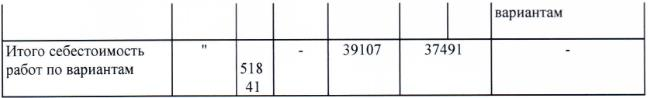 вариантам
Итого себестоимость " - 39107 37491 -
работ по вариантам 518
41